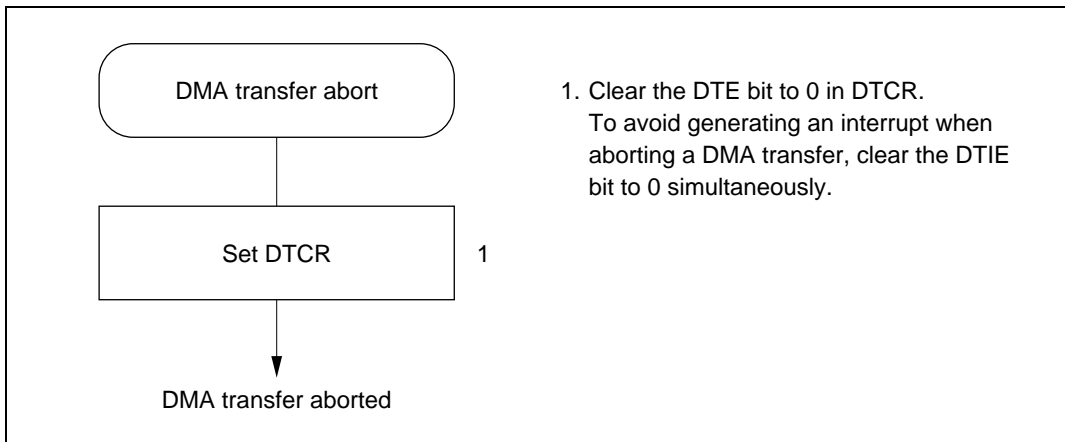 DMA transfer abort
1. Clear the DTE bit to 0 in DTCR.
To avoid generating an interrupt when
aborting a DMA transfer, clear the DTIE
bit to 0 simultaneously.
Set DTCR
1
DMA transfer aborted